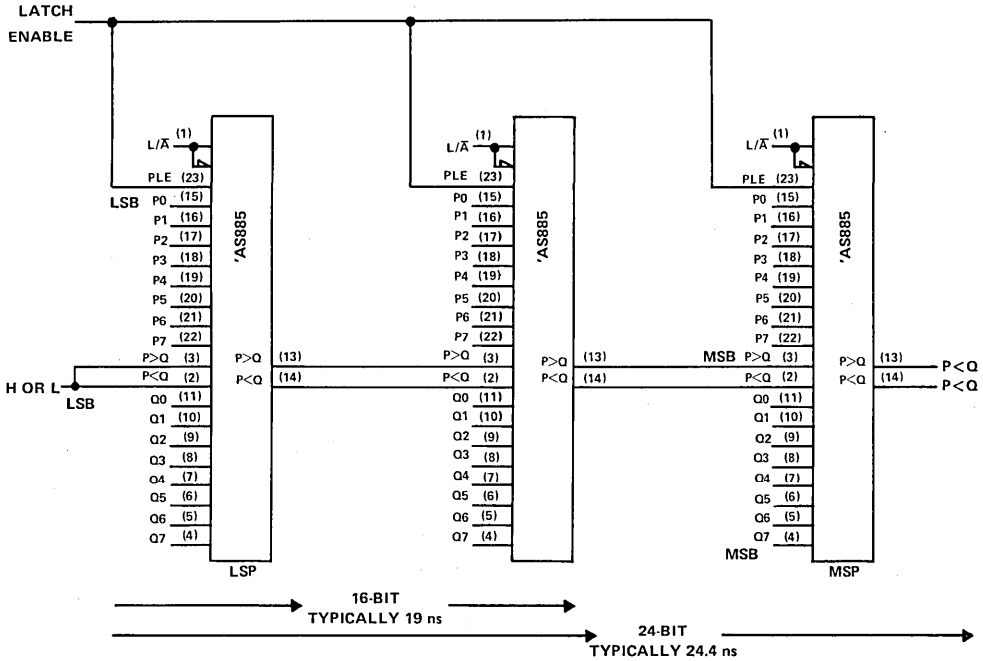 LATCH
ENABLE
L/A̅ (1)
PLE (23)
LSB P0 (15)
P1 (16)
P2 (17)
P3 (18)
P4 (19)
P5 (20)
P6 (21)
P7 (22)
P>Q (3)
P<Q (2)
H OR L
LSB
Q0 (11)
Q1 (10)
Q2 (9)
Q3 (8)
Q4 (7)
Q5 (6)
Q6 (5)
Q7 (4)
'AS885
P>Q (13)
P<Q (14)
LSP
L/A̅ (1)
PLE (23)
P0 (15)
P1 (16)
P2 (17)
P3 (18)
P4 (19)
P5 (20)
P6 (21)
P7 (22)
P>Q (3)
P<Q (2)
Q0 (11)
Q1 (10)
Q2 (9)
Q3 (8)
Q4 (7)
Q5 (6)
Q6 (5)
Q7 (4)
'AS885
P>Q (13)
P<Q (14)
L/A̅ (1)
PLE (23)
P0 (15)
P1 (16)
P2 (17)
P3 (18)
P4 (19)
P5 (20)
P6 (21)
P7 (22)
MSB P>Q (3)
P<Q (2)
Q0 (11)
Q1 (10)
Q2 (9)
Q3 (8)
Q4 (7)
Q5 (6)
Q6 (5)
Q7 (4)
MSB
'AS885
P>Q (13) P<Q
P<Q (14) P<Q
MSP
16-BIT
TYPICALLY 19 ns
24-BIT
TYPICALLY 24.4 ns